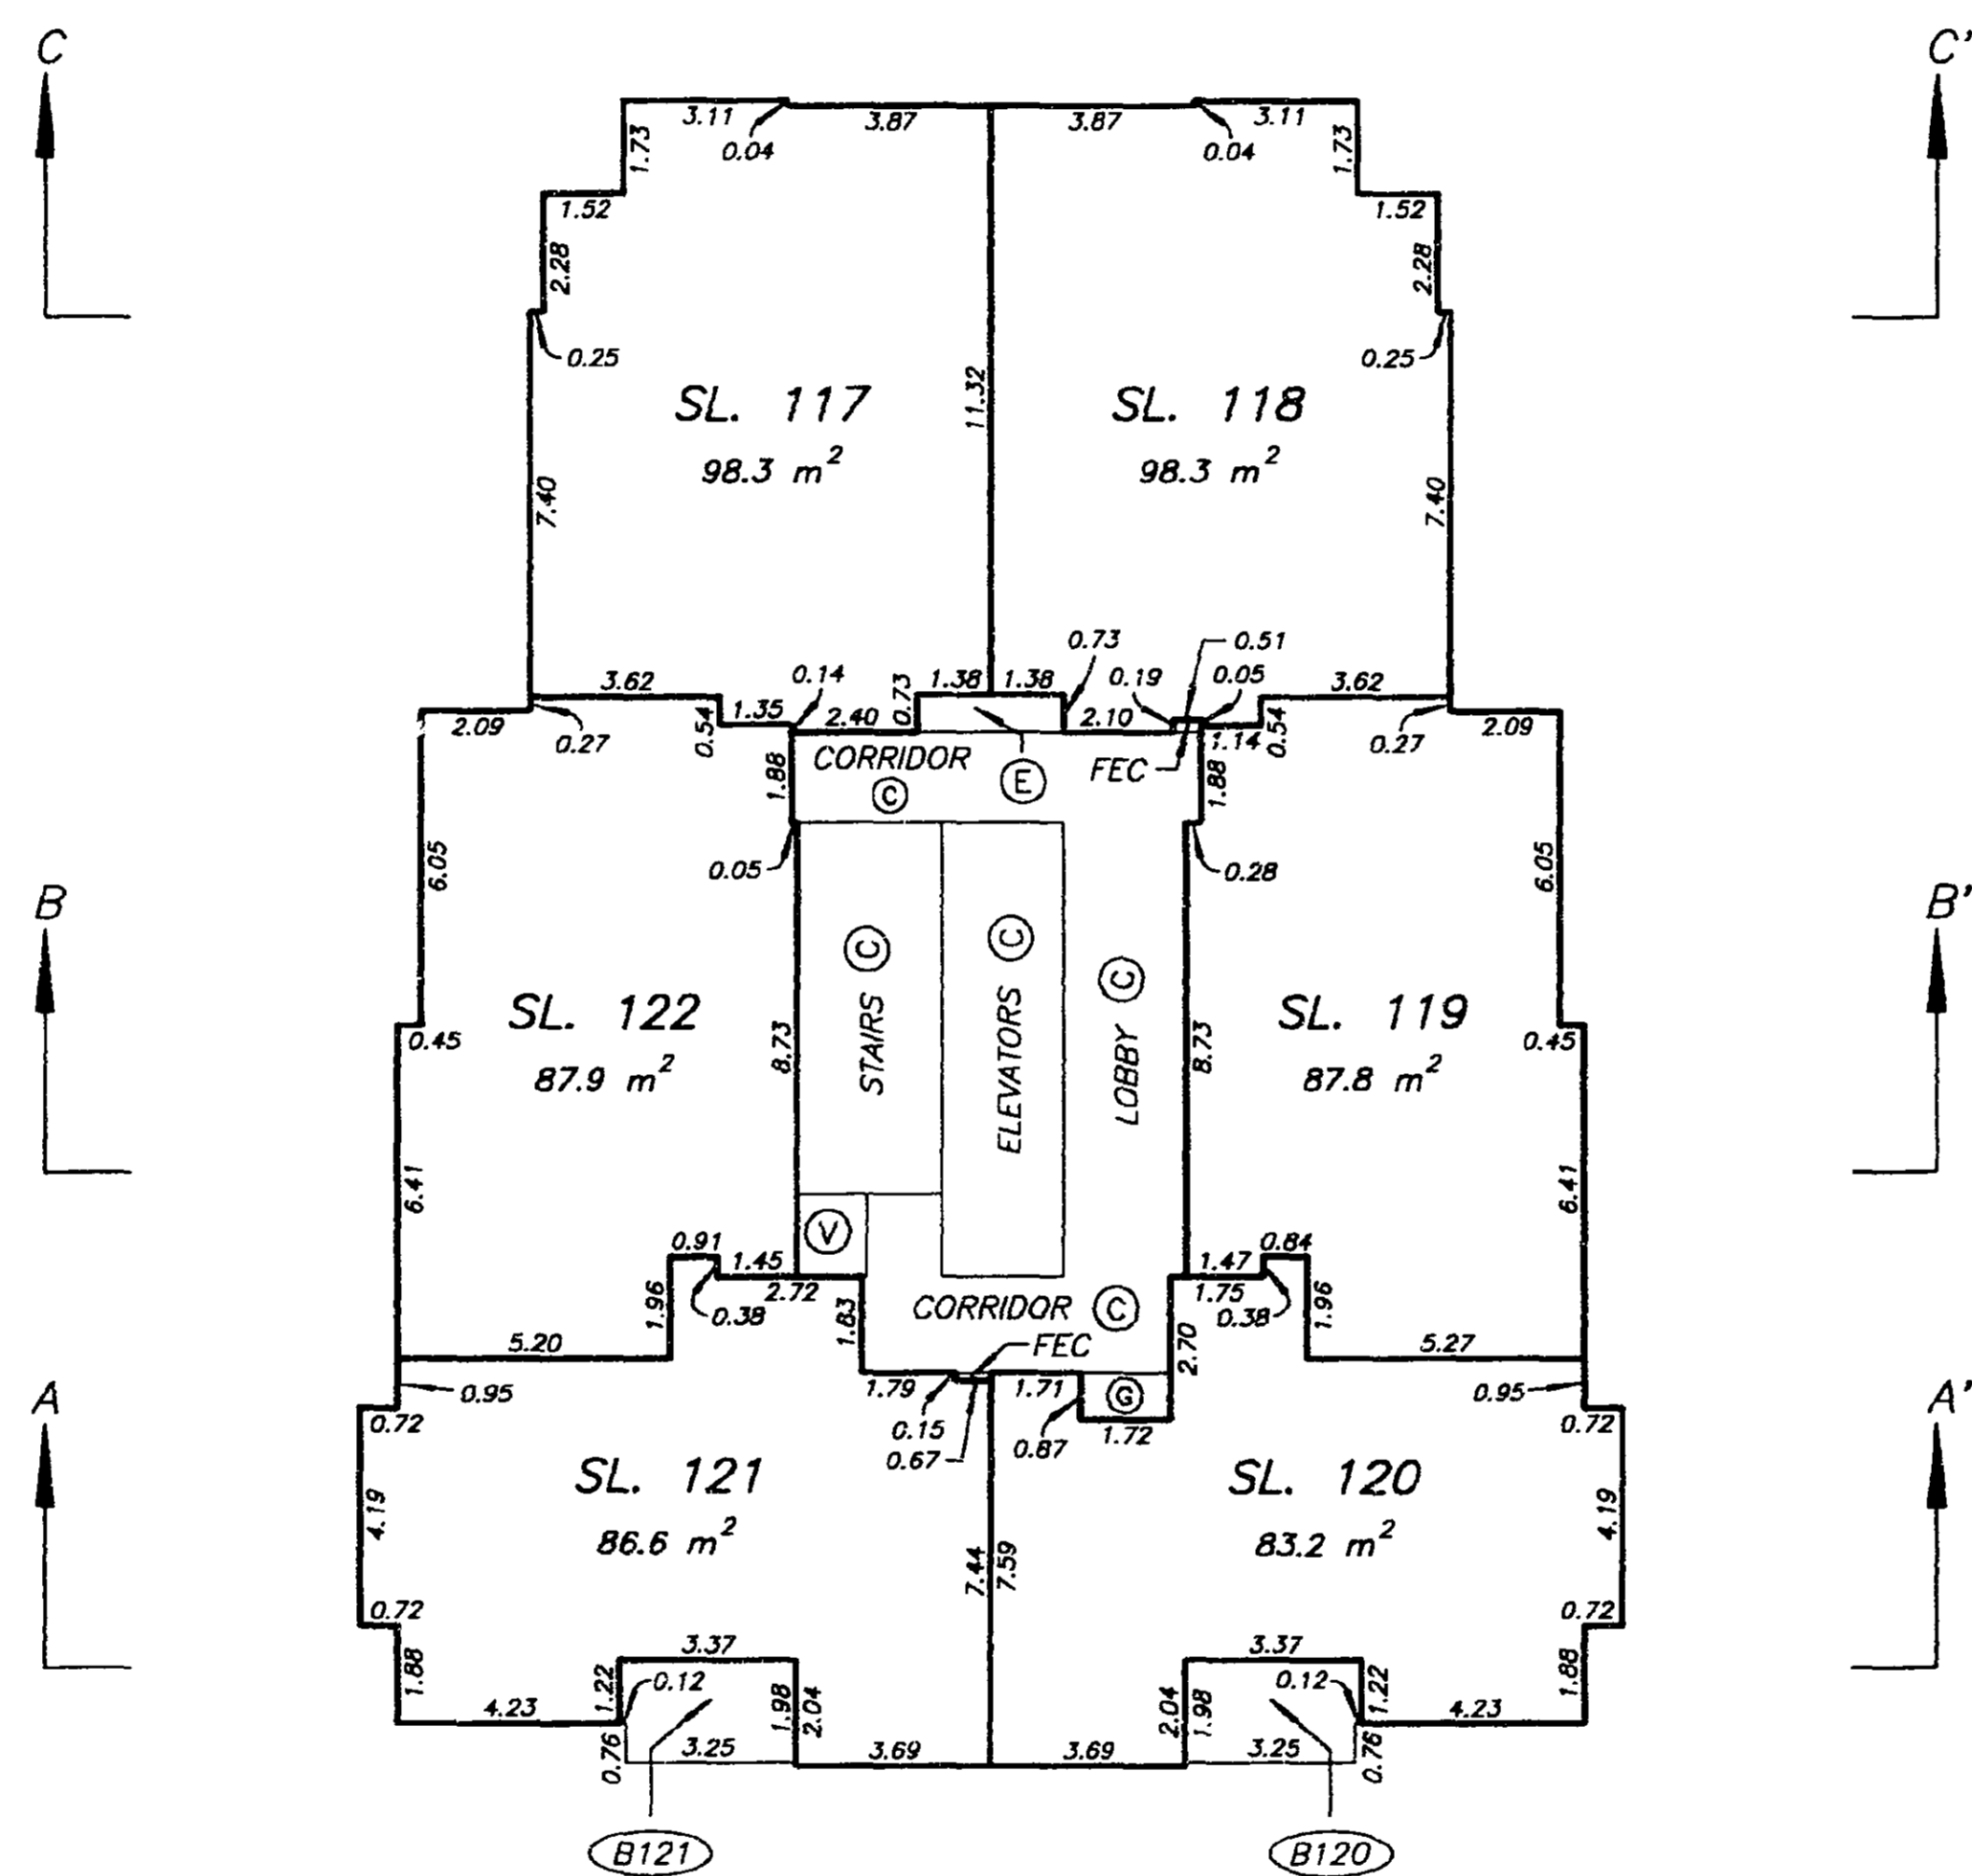 C
C'
3.11
3.87
3.87
3.11
0.04
0.04
1.73
1.73
1.52
1.52
2.28
2.28
0.25
0.25
SL. 117
98.3 m²
11.32
SL. 118
98.3 m²
7.40
7.40
0.73
0.51
3.62
0.14
1.38
1.38
0.19
0.05
3.62
2.09
0.27
0.54
1.35
2.40
0.73
2.10
1.14
0.54
0.27
2.09
CORRIDOR
C
E
FEC
1.88
1.88
0.05
0.28
B
B'
6.05
6.05
C
C
C
STAIRS
ELEVATORS
LOBBY
SL. 122
87.9 m²
SL. 119
87.8 m²
0.45
0.45
8.73
8.73
6.41
6.41
V
0.91
1.45
2.72
1.47
0.84
1.75
1.96
0.38
1.83
CORRIDOR C
FEC
2.70
0.38
1.96
5.20
5.27
A
A'
0.95
0.95
0.72
0.72
1.79
1.71
G
0.15
0.67
0.87
1.72
SL. 121
86.6 m²
SL. 120
83.2 m²
4.19
4.19
7.44
7.59
0.72
0.72
1.88
1.88
3.37
3.37
1.22
0.12
1.98
2.04
2.04
1.98
0.12
1.22
4.23
4.23
0.76
3.25
3.69
3.69
3.25
0.76
B121
B120